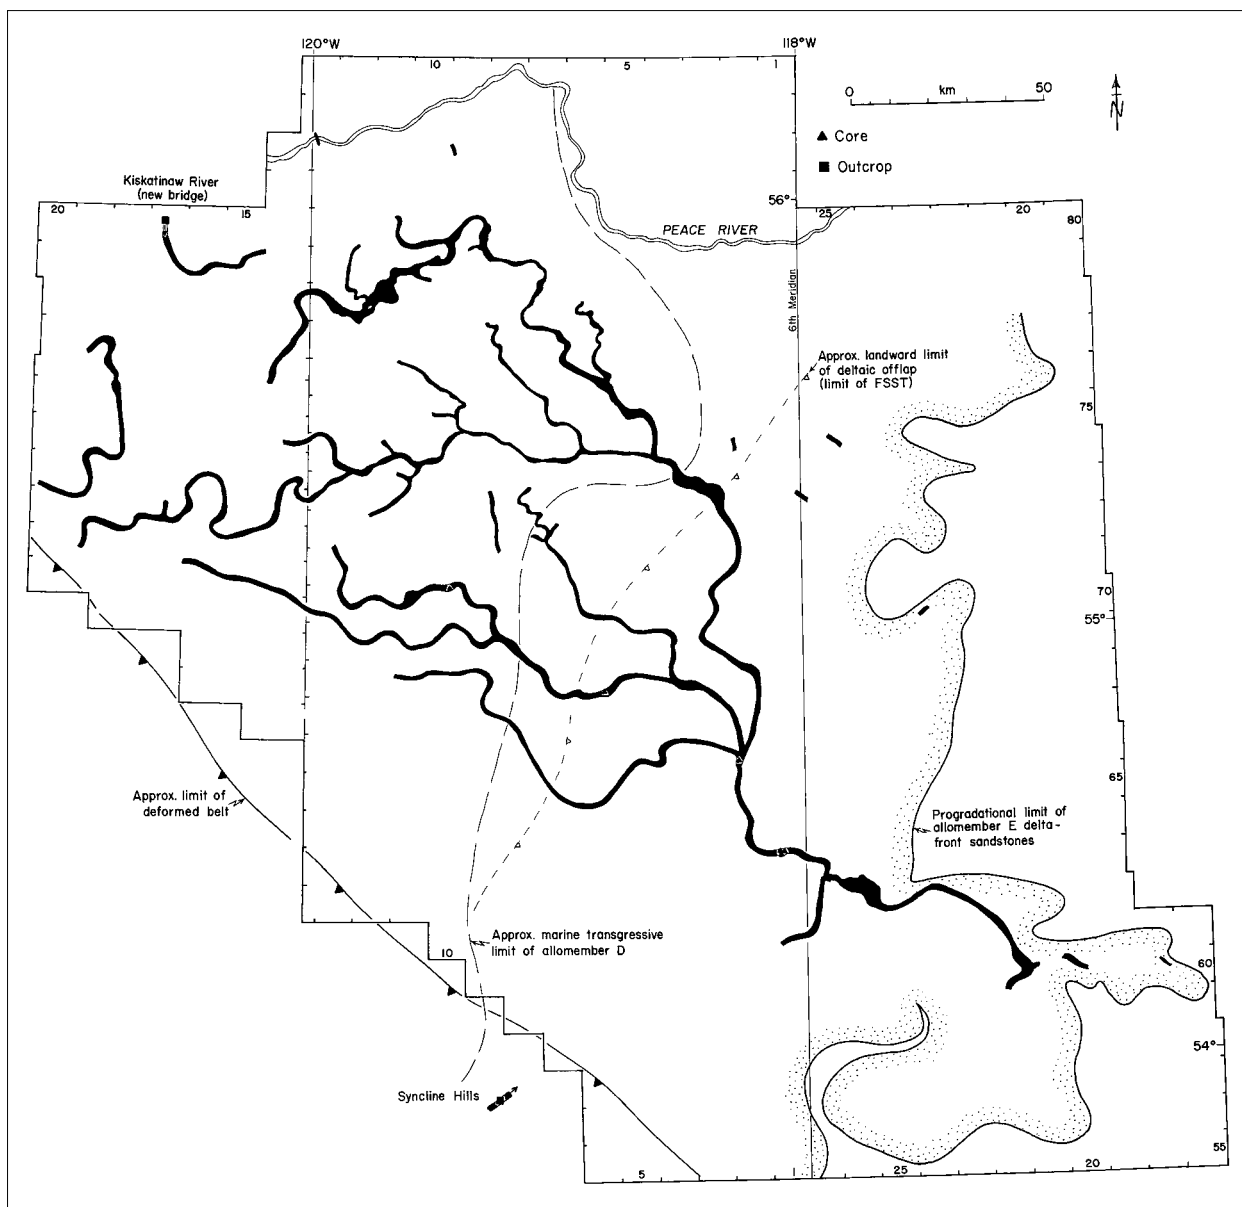 120°W
118°W
10
5
1
0
km
50
N
Core
Outcrop
Kiskatinaw River
(new bridge)
20
15
56°
25
20
80
PEACE RIVER
6th Meridian
Approx. landward limit
of deltaic offlap
(limit of FSST)
75
70
55°
65
Approx. limit of
deformed belt
Progradational limit of
allomember E delta-
front sandstones
Approx. marine transgressive
limit of allomember D
10
60
54°
Syncline Hills
5
1
25
20
55